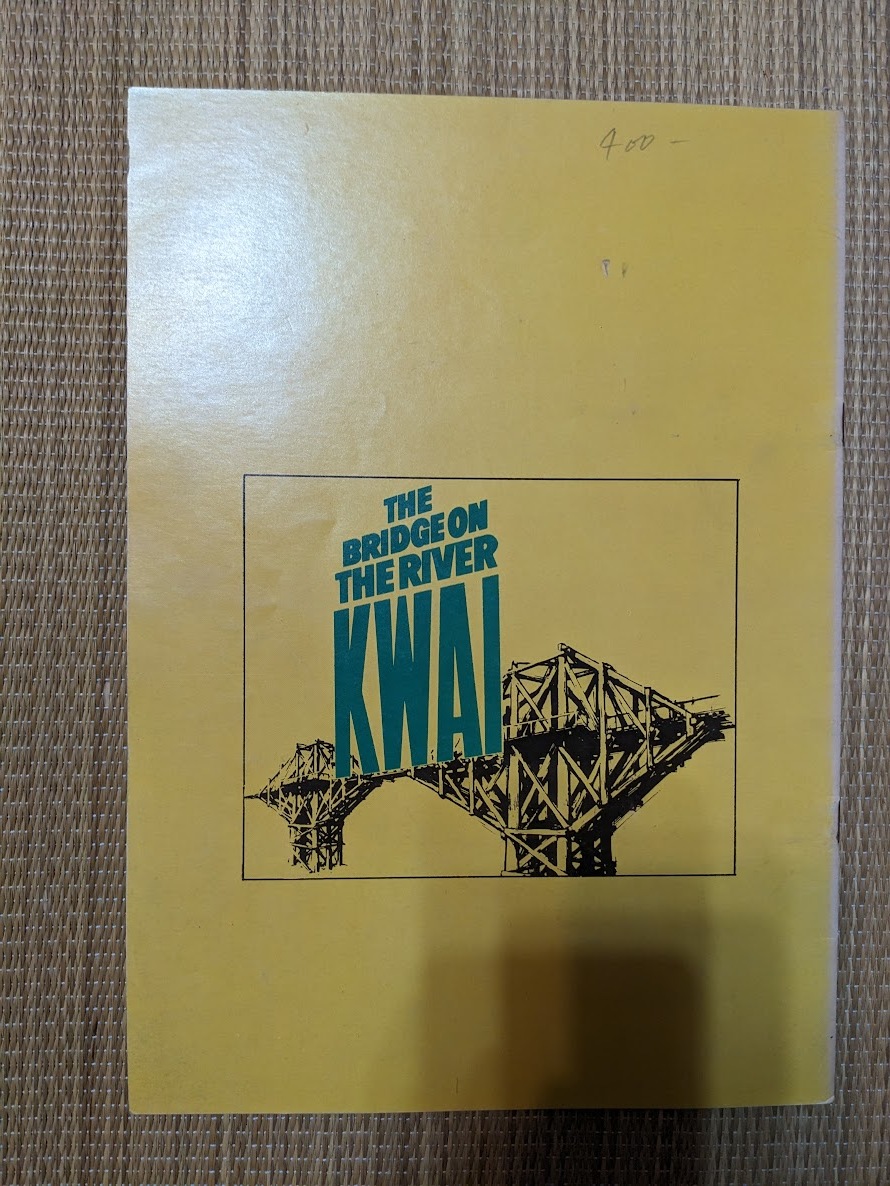 400 -
THE
BRIDGE ON
THE RIVER
KWAI